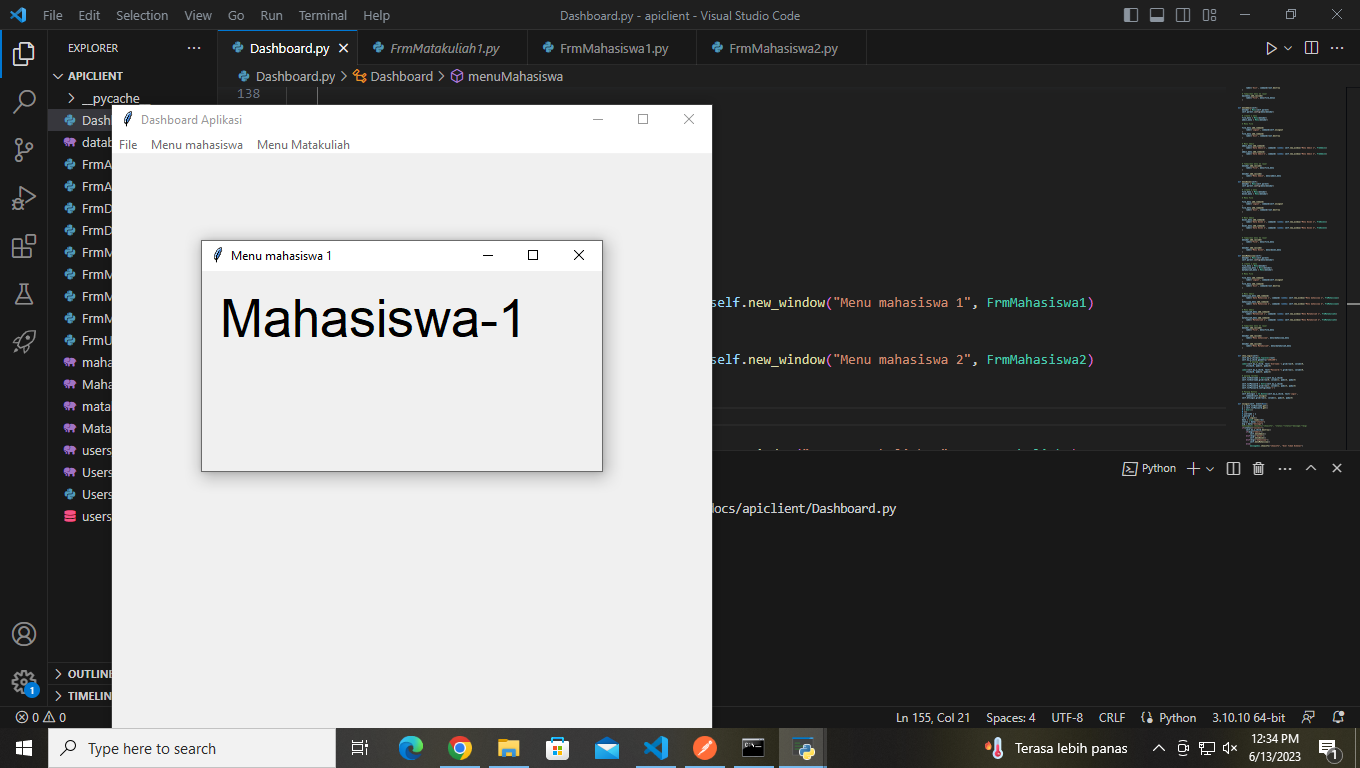 File Edit Selection View Go Run Terminal Help
Dashboard.py - apiclient - Visual Studio Code
EXPLORER
Dashboard.py
FrmMatakuliah1.py
FrmMahasiswa1.py
FrmMahasiswa2.py
APICLIENT
Dashboard.py > Dashboard > menuMahasiswa
__pycache__
138
Dashboard Aplikasi
File Menu mahasiswa Menu Matakuliah
Menu mahasiswa 1
Mahasiswa-1
Dashb
datab
FrmA
FrmA
FrmD
FrmD
FrmM
FrmM
FrmM
FrmM
FrmU
maha
Maha
mata
Mata
users
Users
Users
users
self.new_window("Menu mahasiswa 1", FrmMahasiswa1)
self.new_window("Menu mahasiswa 2", FrmMahasiswa2)
Python
docs/apiclient/Dashboard.py
OUTLINE
TIMELIN
0 0
Ln 155, Col 21 Spaces: 4 UTF-8 CRLF Python 3.10.10 64-bit
1
Type here to search
Terasa lebih panas
12:34 PM
6/13/2023
1